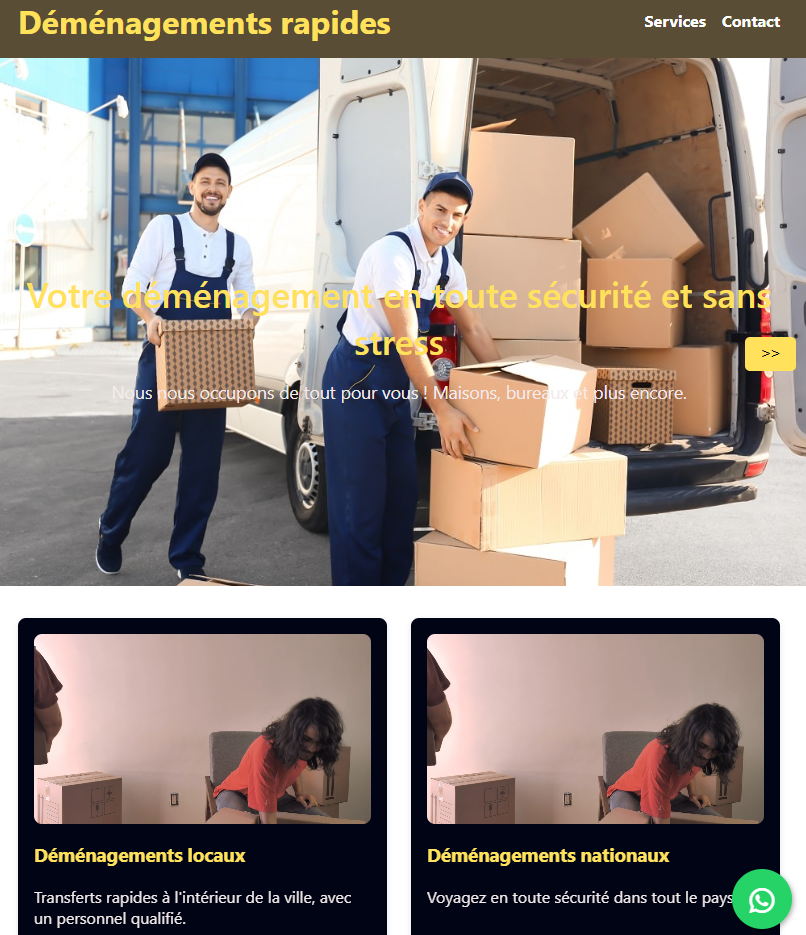 Déménagements rapides
Services Contact
Votre déménagement en toute sécurité et sans
stress
>>
Nous nous occupons de tout pour vous ! Maisons, bureaux et plus encore.
Déménagements locaux
Transferts rapides à l'intérieur de la ville, avec
un personnel qualifié.
Déménagements nationaux
Voyagez en toute sécurité dans tout le pays